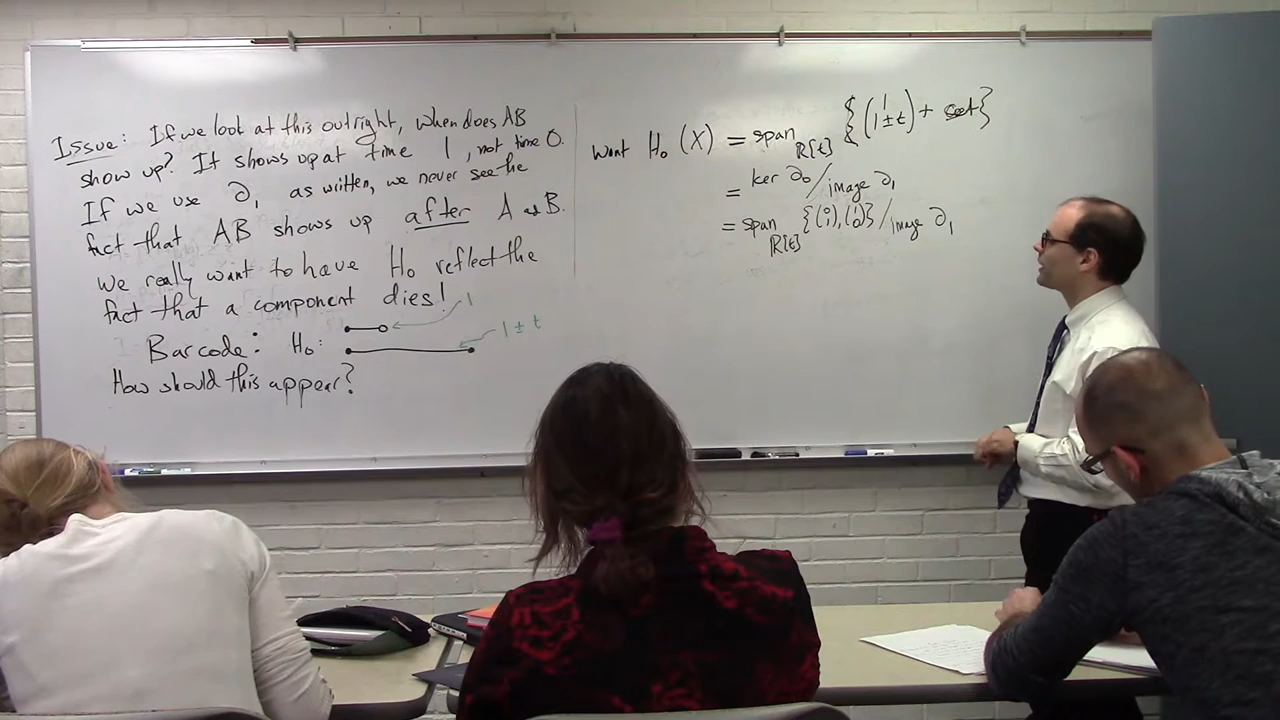 Issue: If we look at this outright, when does AB
show up? It shows up at time 1, not time 0.
If we use ∂₁ as written, we never see the
fact that AB shows up after A and B.
We really want to have H₀ reflect the
fact that a component dies!
1
Barcode: H₀:
1 ± t
How should this appear?
Want H₀(X) = span_ℝ[t] {(1 1±t) +
= ker ∂₀ / image ∂₁
= span_ℝ[t] {(0 1), (1 0)} / image ∂₁